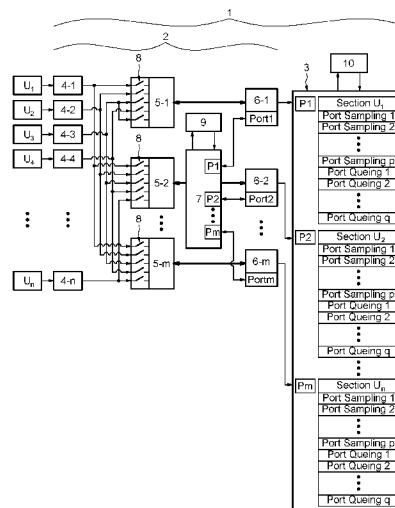 1
2
8
3
10
U1
4-1
5-1
6-1
Port1
P1
Section U1
Port Sampling 1
Port Sampling 2
Port Sampling p
Port Queing 1
Port Queing 2
Port Queing q
U2
4-2
U3
4-3
U4
4-4
9
8
5-2
7
P1
P2
Pm
6-2
Port2
P2
Section U2
Port Sampling 1
Port Sampling 2
Port Sampling p
Port Queing 1
Port Queing 2
Port Queing q
8
Un
4-n
5-m
6-m
Portm
Pm
Section Un
Port Sampling 1
Port Sampling 2
Port Sampling p
Port Queing 1
Port Queing 2
Port Queing q